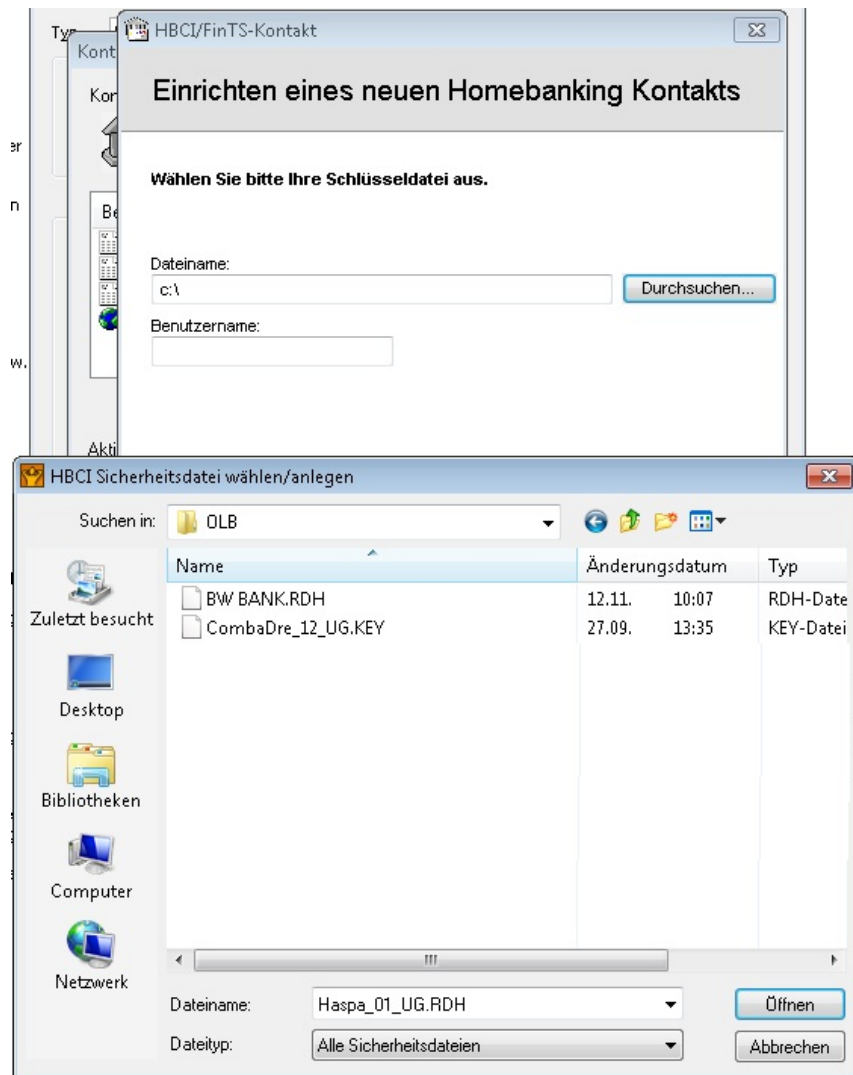 Typ
HBCI/FinTS-Kontakt
Kont
Einrichten eines neuen Homebanking Kontakts
Kor
er
Wählen Sie bitte Ihre Schlüsseldatei aus.
n
Be
Dateiname:
c:\
Durchsuchen...
Benutzername:
w.
Akti
HBCI Sicherheitsdatei wählen/anlegen
Suchen in:
OLB
Name
Änderungsdatum
Typ
BW BANK.RDH
12.11. 10:07
RDH-Date
CombaDre_12_UG.KEY
27.09. 13:35
KEY-Datei
Zuletzt besucht
Desktop
Bibliotheken
Computer
Netzwerk
Dateiname:
Haspa_01_UG.RDH
Öffnen
Dateityp:
Alle Sicherheitsdateien
Abbrechen